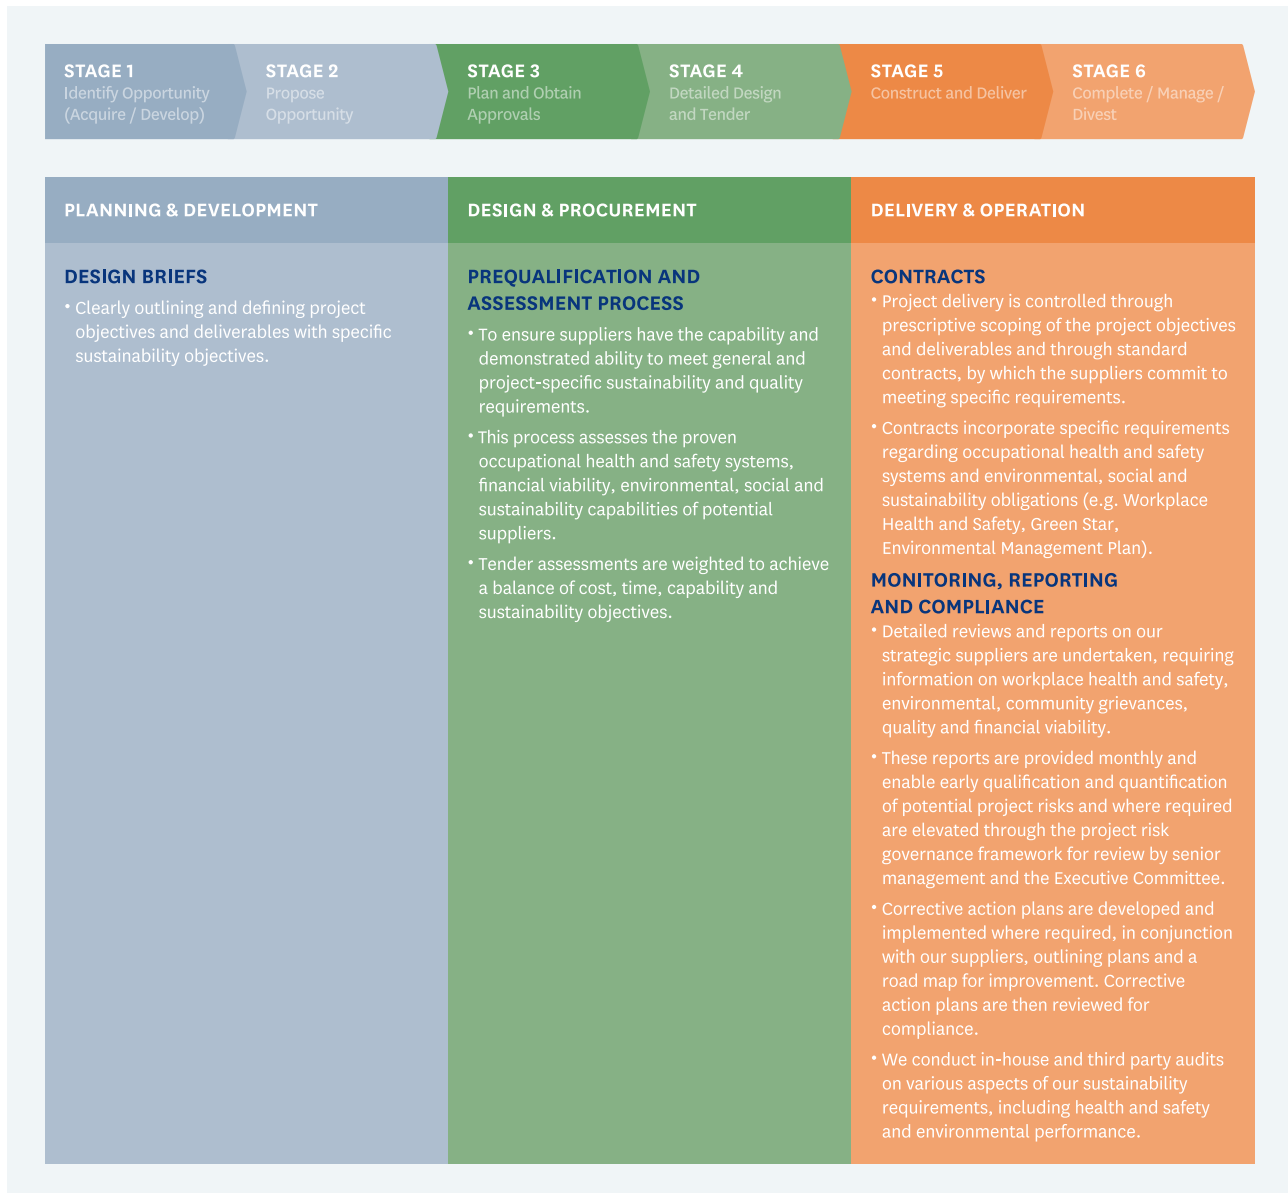 STAGE 1
Identify Opportunity
(Acquire / Develop)
STAGE 2
Propose
Opportunity
STAGE 3
Plan and Obtain
Approvals
STAGE 4
Detailed Design
and Tender
STAGE 5
Construct and Deliver
STAGE 6
Complete / Manage /
Divest
PLANNING & DEVELOPMENT
DESIGN BRIEFS
• Clearly outlining and defining project
objectives and deliverables with specific
sustainability objectives.
DESIGN & PROCUREMENT
PREQUALIFICATION AND
ASSESSMENT PROCESS
• To ensure suppliers have the capability and
demonstrated ability to meet general and
project-specific sustainability and quality
requirements.
• This process assesses the proven
occupational health and safety systems,
financial viability, environmental, social and
sustainability capabilities of potential
suppliers.
• Tender assessments are weighted to achieve
a balance of cost, time, capability and
sustainability objectives.
DELIVERY & OPERATION
CONTRACTS
• Project delivery is controlled through
prescriptive scoping of the project objectives
and deliverables and through standard
contracts, by which the suppliers commit to
meeting specific requirements.
• Contracts incorporate specific requirements
regarding occupational health and safety
systems and environmental, social and
sustainability obligations (e.g. Workplace
Health and Safety, Green Star,
Environmental Management Plan).
MONITORING, REPORTING
AND COMPLIANCE
• Detailed reviews and reports on our
strategic suppliers are undertaken, requiring
information on workplace health and safety,
environmental, community grievances,
quality and financial viability.
• These reports are provided monthly and
enable early qualification and quantification
of potential project risks and where required
are elevated through the project risk
governance framework for review by senior
management and the Executive Committee.
• Corrective action plans are developed and
implemented where required, in conjunction
with our suppliers, outlining plans and a
road map for improvement. Corrective
action plans are then reviewed for
compliance.
• We conduct in-house and third party audits
on various aspects of our sustainability
requirements, including health and safety
and environmental performance.